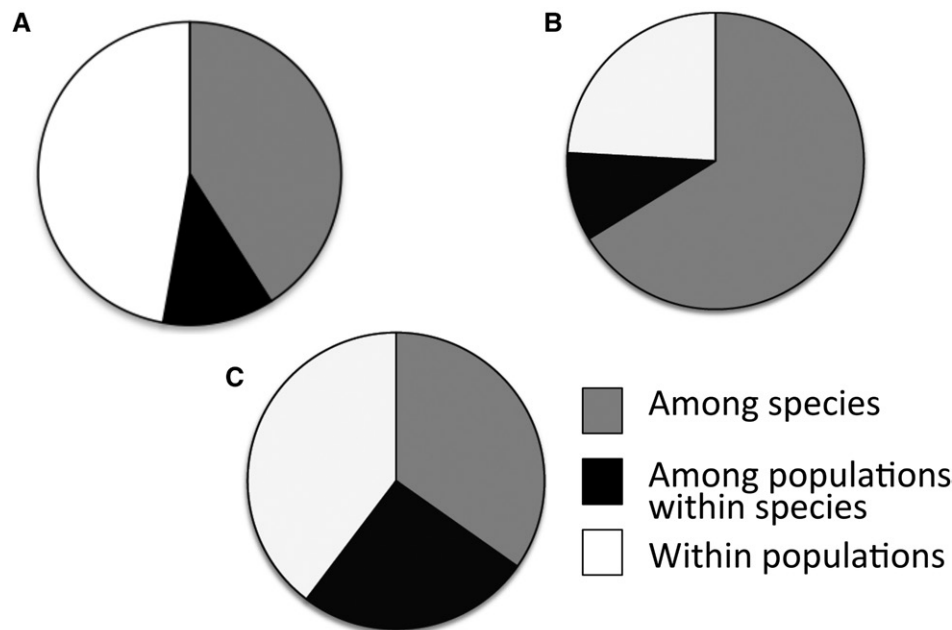 A
B
C
Among species
Among populations
within species
Within populations